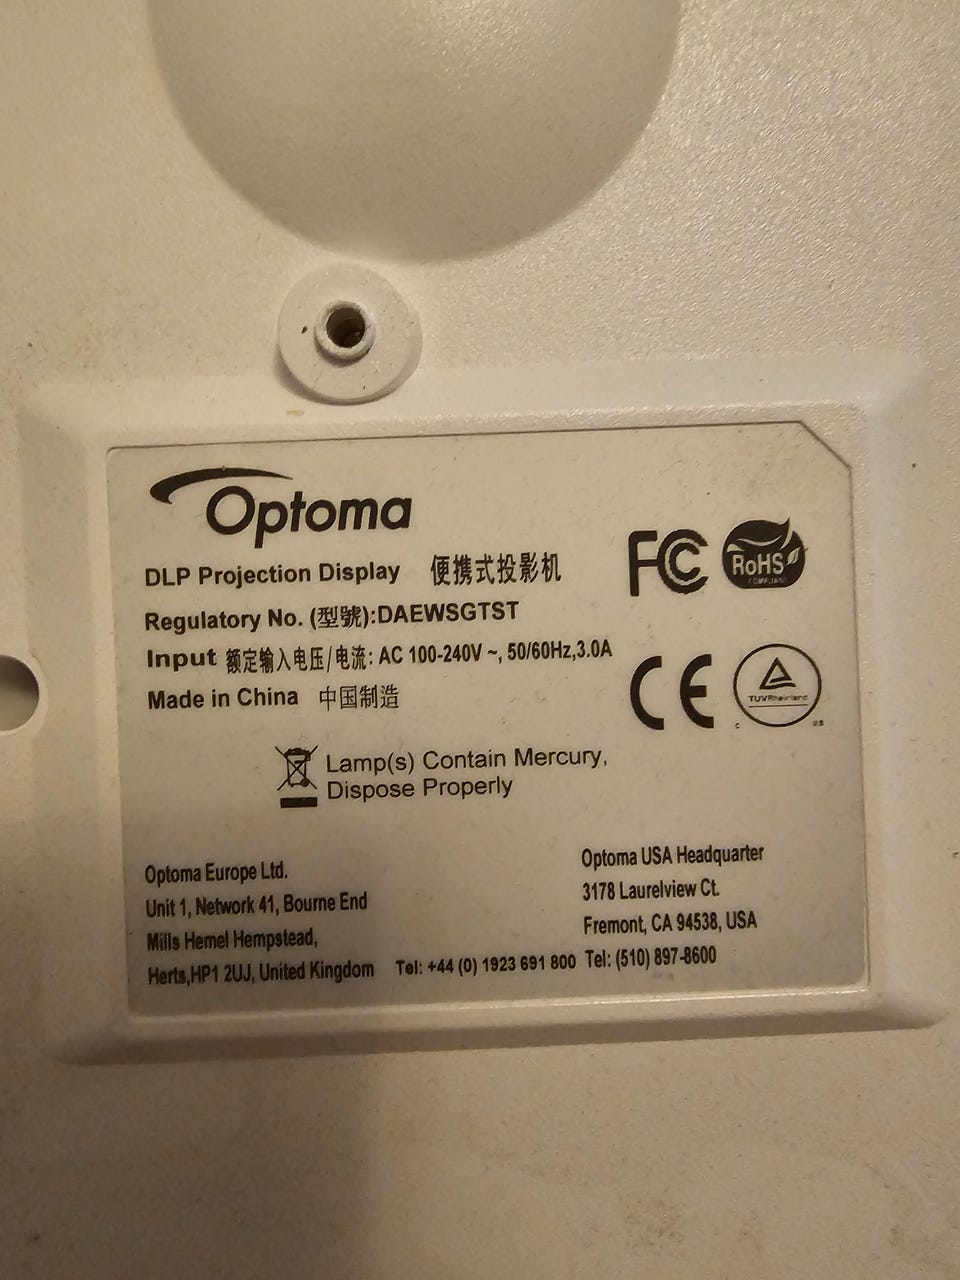 Optoma
DLP Projection Display 便携式投影机
FC
RoHS
COMPLIANT
Regulatory No. (型號):DAEWSGTST
Input 额定输入电压/电流: AC 100-240V ~, 50/60Hz,3.0A
Made in China 中国制造
CE
TUVRheinland
C US
Lamp(s) Contain Mercury,
Dispose Properly
Optoma Europe Ltd.
Unit 1, Network 41, Bourne End
Mills Hemel Hempstead,
Herts,HP1 2UJ, United Kingdom Tel: +44 (0) 1923 691 800
Optoma USA Headquarter
3178 Laurelview Ct.
Fremont, CA 94538, USA
Tel: (510) 897-8600